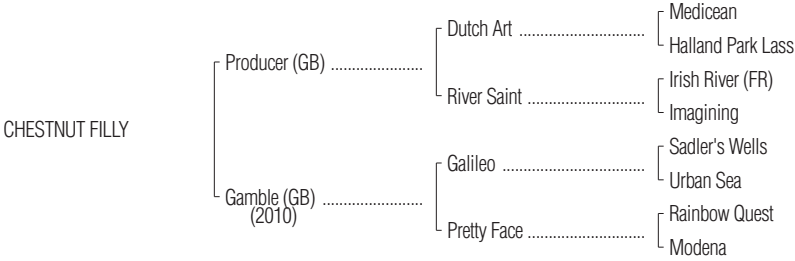 Medicean
Dutch Art ..............................
Halland Park Lass
Producer (GB) ......................
Irish River (FR)
River Saint ............................
Imagining
CHESTNUT FILLY
Sadler's Wells
Galileo ...................................
Urban Sea
Gamble (GB) ........................
(2010)
Rainbow Quest
Pretty Face ............................
Modena